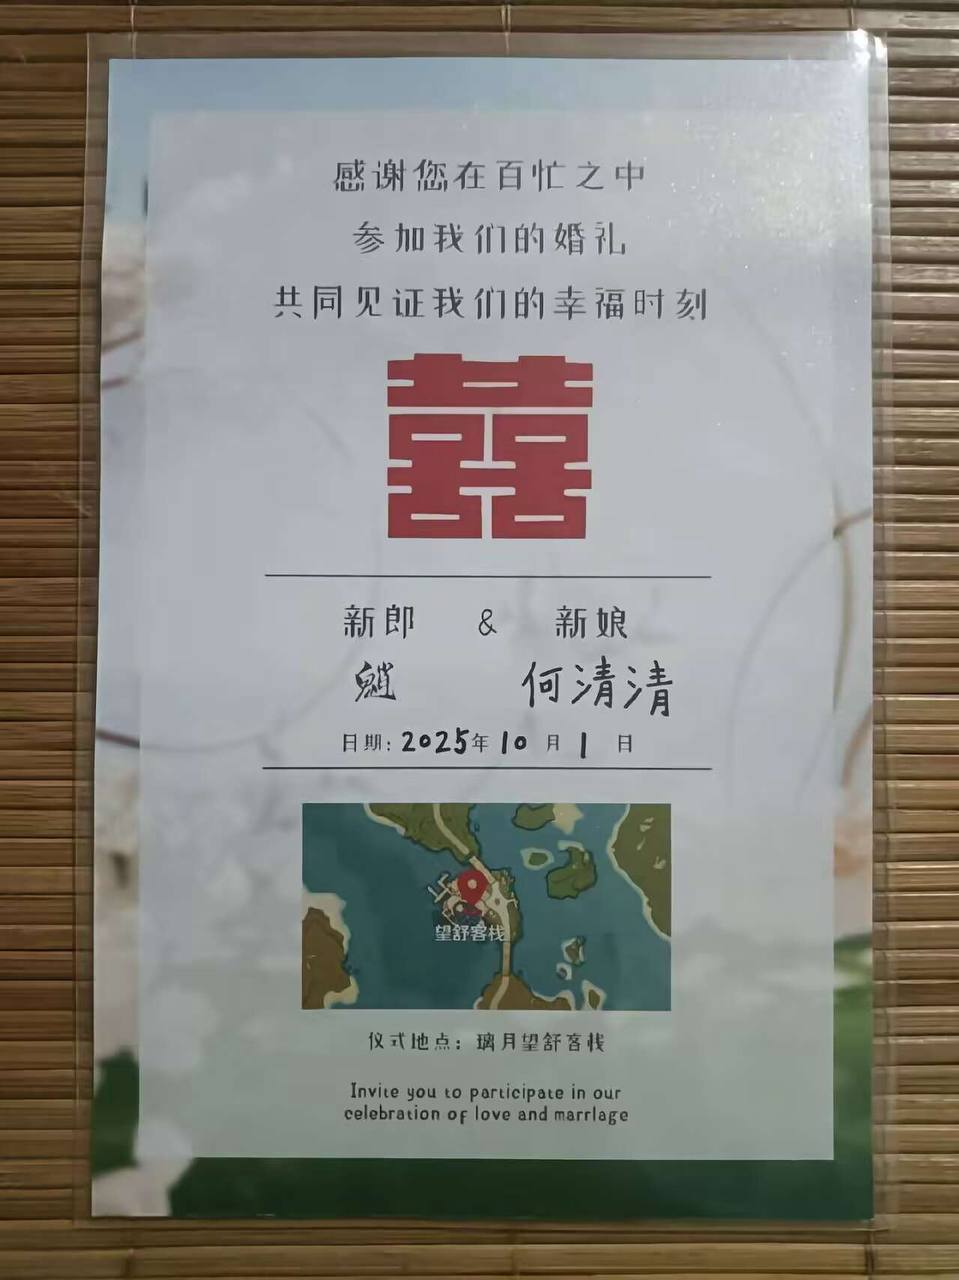 感谢您在百忙之中
参加我们的婚礼
共同见证我们的幸福时刻
囍
新郎 & 新娘
魈 何清清
日期: 2025年 10 月 1 日
望舒客栈
仪式地点: 璃月望舒客栈
Invite you to participate in our
celebration of love and marrlage